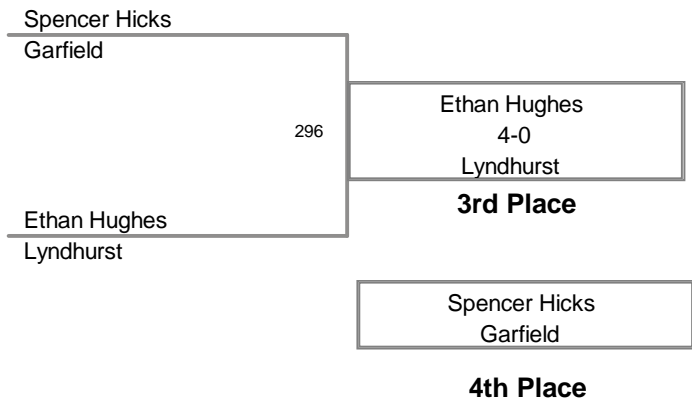 Spencer Hicks
Garfield
296
Ethan Hughes
4-0
Lyndhurst
3rd Place
Ethan Hughes
Lyndhurst
Spencer Hicks
Garfield
4th Place